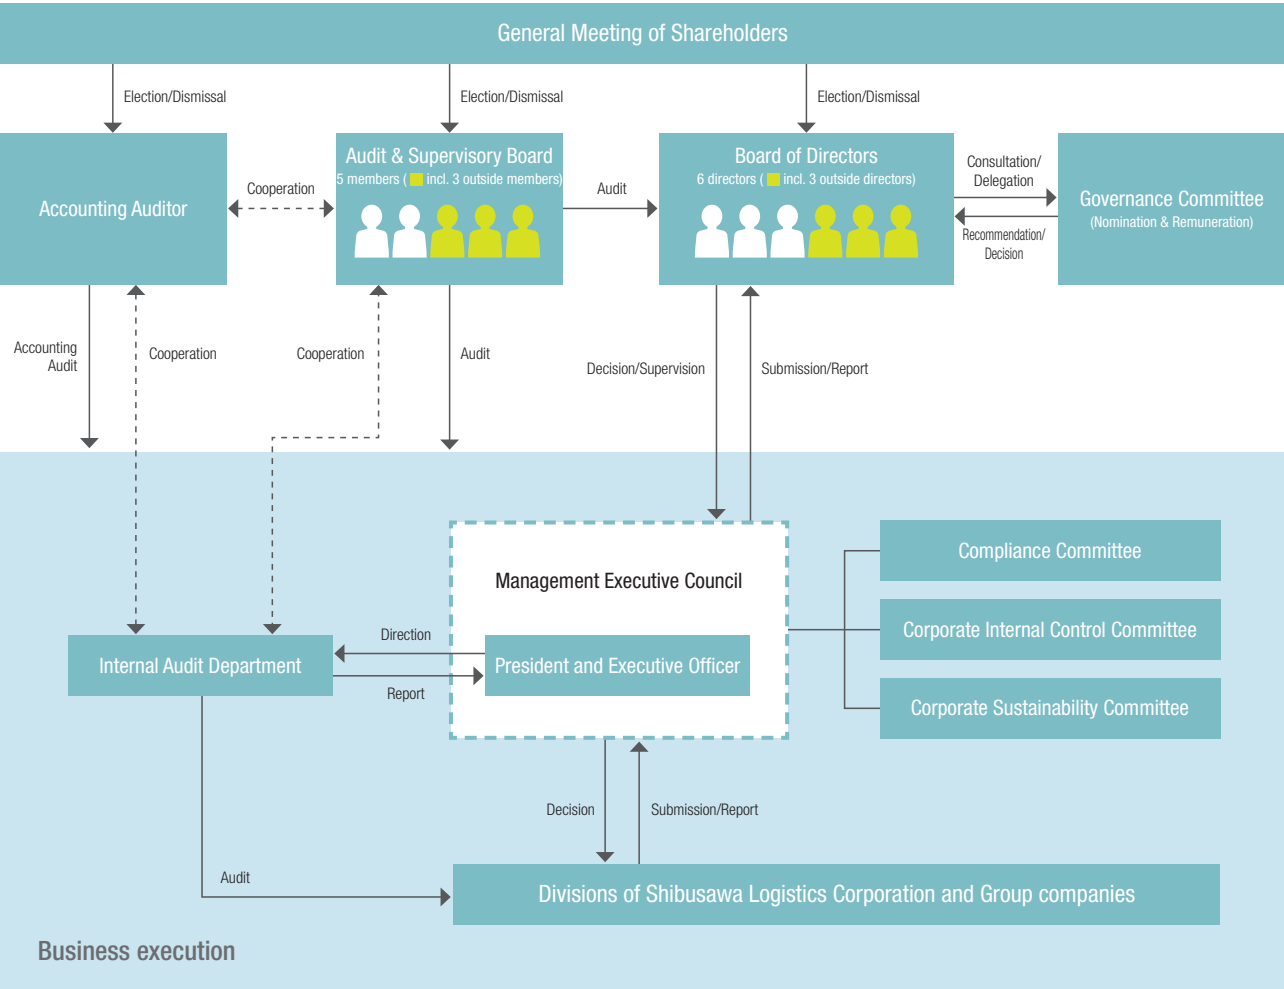 General Meeting of Shareholders
Election/Dismissal
Election/Dismissal
Election/Dismissal
Accounting Auditor
Cooperation
Audit & Supervisory Board
5 members ( incl. 3 outside members)
Audit
Board of Directors
6 directors ( incl. 3 outside directors)
Consultation/
Delegation
Recommendation/
Decision
Governance Committee
(Nomination & Remuneration)
Accounting
Audit
Cooperation
Cooperation
Audit
Decision/Supervision
Submission/Report
Management Executive Council
President and Executive Officer
Compliance Committee
Corporate Internal Control Committee
Corporate Sustainability Committee
Internal Audit Department
Direction
Report
Decision
Submission/Report
Audit
Divisions of Shibusawa Logistics Corporation and Group companies
Business execution